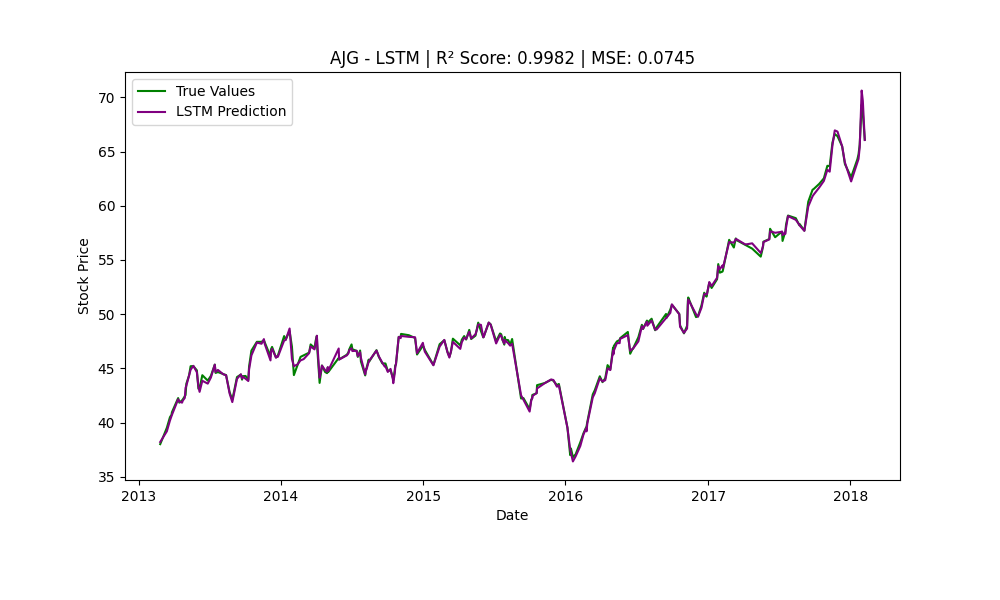 AJG - LSTM | R² Score: 0.9982 | MSE: 0.0745
True Values
LSTM Prediction
70
65
60
55
50
45
40
35
Stock Price
2013 2014 2015 2016 2017 2018
Date